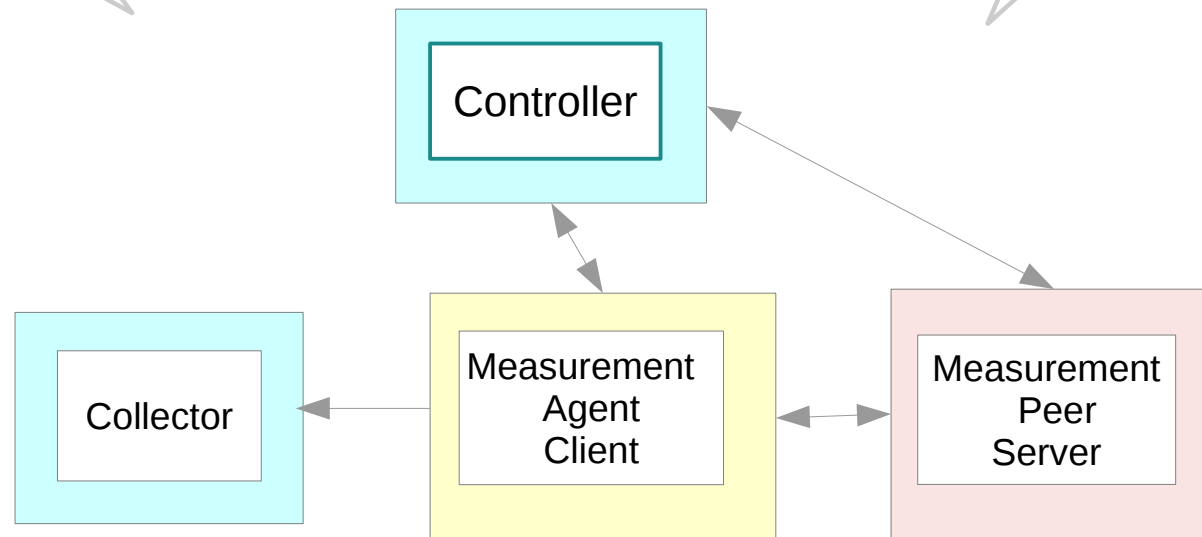 Controller
Collector
Measurement
Agent
Client
Measurement
Peer
Server